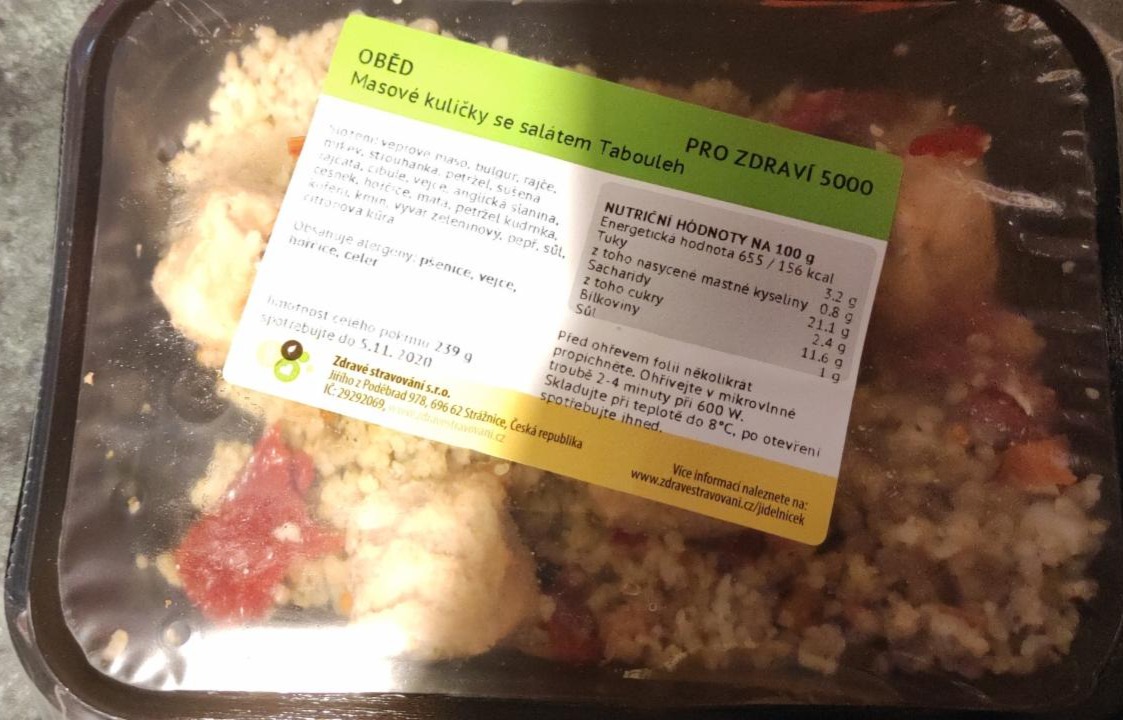 OBĚD
Masové kuličky se salátem Tabouleh
PRO ZDRAVÍ 5000
vepřové maso, bulgur, rajče,
mrkev, strouhanka, petržel, sušená
rajčata, cibule, vejce, anglická slanina,
česnek, hořčice, máta, petržel kudrnka,
koření, kmín, vývar zeleninový, pepř, sůl,
citronová kůra
Obsahuje alergeny: pšenice, vejce,
hořčice, celer
hmotnost celého pokrmu 239 g
spotřebujte do 5.11. 2020
NUTRIČNÍ HÓDNOTY NA 100 g
Energetická hodnota 655 / 156 kcal
Tuky 3.2 g
z toho nasycené mastné kyseliny 0.8 g
Sacharidy 21.1 g
z toho cukry 2.4 g
Bílkoviny 11.6 g
Sůl 1 g
Před ohřevem folii několikrát
propíchněte. Ohřívejte v mikrovlnné
troubě 2-4 minuty při 600 W.
Skladujte při teplotě do 8°C, po otevření
spotřebujte ihned.
Zdravé stravování s.r.o.
Jiřího z Poděbrad 978, 696 62 Strážnice, Česká republika
IČ: 29292069, www.zdravestravovani.cz
Více informací naleznete na:
www.zdravestravovani.cz/jidelnicek